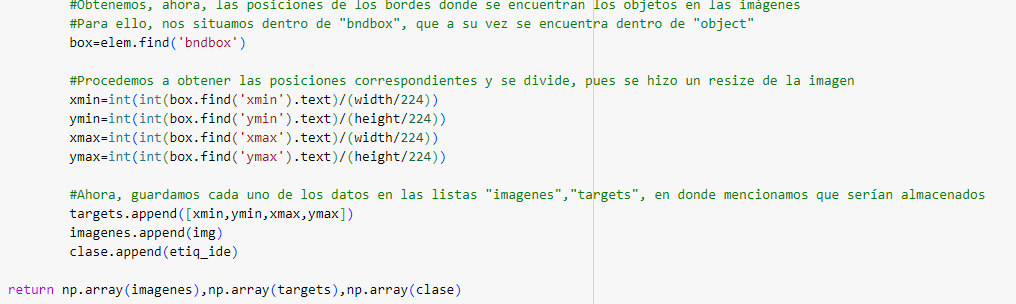 #Obtenemos, ahora, las posiciones de los bordes donde se encuentran los objetos en las imágenes
#Para ello, nos situamos dentro de "bndbox", que a su vez se encuentra dentro de "object"
box=elem.find('bndbox')
#Procedemos a obtener las posiciones correspondientes y se divide, pues se hizo un resize de la imagen
xmin=int(int(box.find('xmin').text)/(width/224))
ymin=int(int(box.find('ymin').text)/(height/224))
xmax=int(int(box.find('xmax').text)/(width/224))
ymax=int(int(box.find('ymax').text)/(height/224))
#Ahora, guardamos cada uno de los datos en las listas "imagenes","targets", en donde mencionamos que serían almacenados
targets.append([xmin,ymin,xmax,ymax])
imagenes.append(img)
clase.append(etiq_ide)
return np.array(imagenes),np.array(targets),np.array(clase)